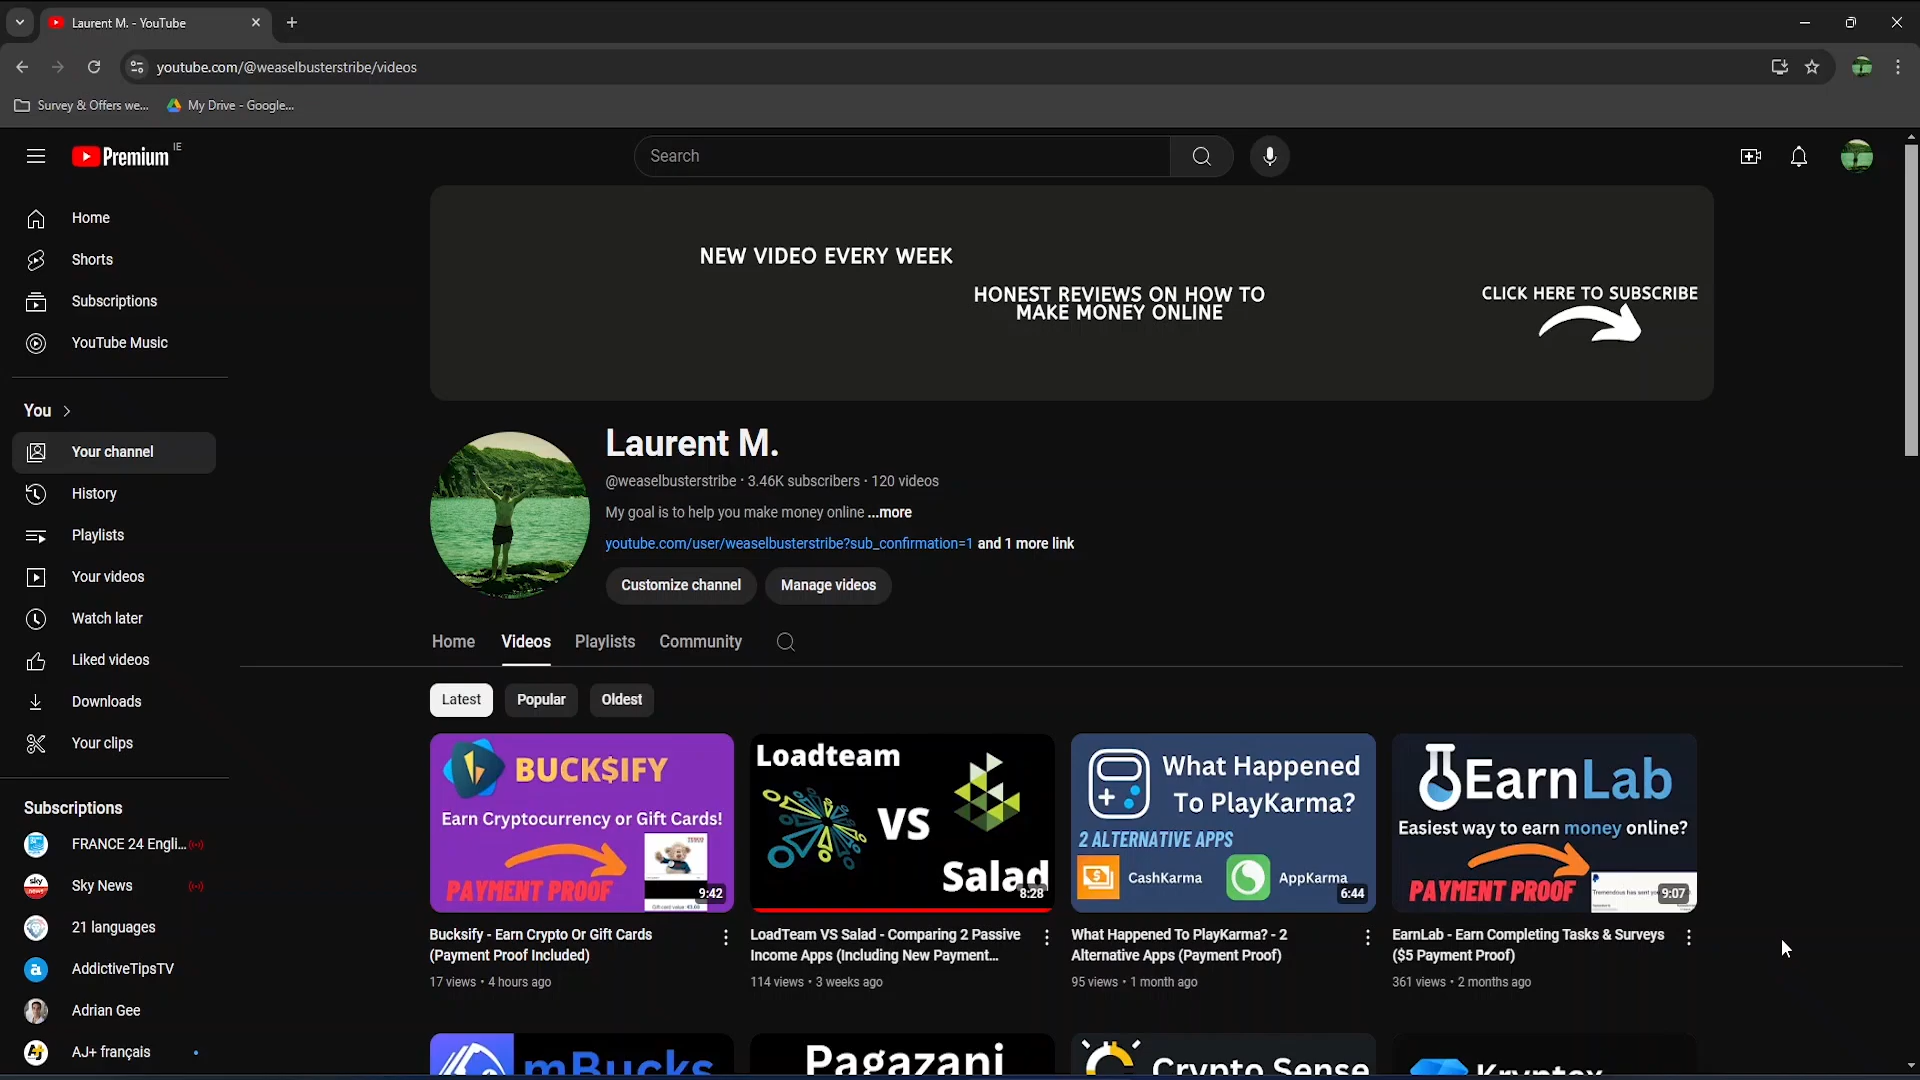 Laurent M. - YouTube
youtube.com/@weaselbusterstribe/videos
Survey & Offers we...
My Drive - Google...
Premium IE
Search
Home
Shorts
Subscriptions
YouTube Music
You
Your channel
History
Playlists
Your videos
Watch later
Liked videos
Downloads
Your clips
Subscriptions
FRANCE 24 Engli...
Sky News
21 languages
AddictiveTipsTV
Adrian Gee
AJ+ français
NEW VIDEO EVERY WEEK
HONEST REVIEWS ON HOW TO
MAKE MONEY ONLINE
CLICK HERE TO SUBSCRIBE
Laurent M.
@weaselbusterstribe · 3.46K subscribers · 120 videos
My goal is to help you make money online ...more
youtube.com/user/weaselbusterstribe?sub_confirmation=1 and 1 more link
Customize channel
Manage videos
Home
Videos
Playlists
Community
Latest
Popular
Oldest
BUCK$IFY
Earn Cryptocurrency or Gift Cards!
PAYMENT PROOF
9:42
Bucksify - Earn Crypto Or Gift Cards
(Payment Proof Included)
17 views · 4 hours ago
Loadteam
VS
Salad
8:28
LoadTeam VS Salad - Comparing 2 Passive
Income Apps (Including New Payment...
114 views · 3 weeks ago
What Happened
To PlayKarma?
2 ALTERNATIVE APPS
CashKarma
AppKarma
6:44
What Happened To PlayKarma? - 2
Alternative Apps (Payment Proof)
95 views · 1 month ago
EarnLab
Easiest way to earn money online?
PAYMENT PROOF
Tremendous has sent
9:07
EarnLab - Earn Completing Tasks & Surveys
($5 Payment Proof)
361 views · 2 months ago
mBucks
Pagazani
Crypto Sense
Kryptex